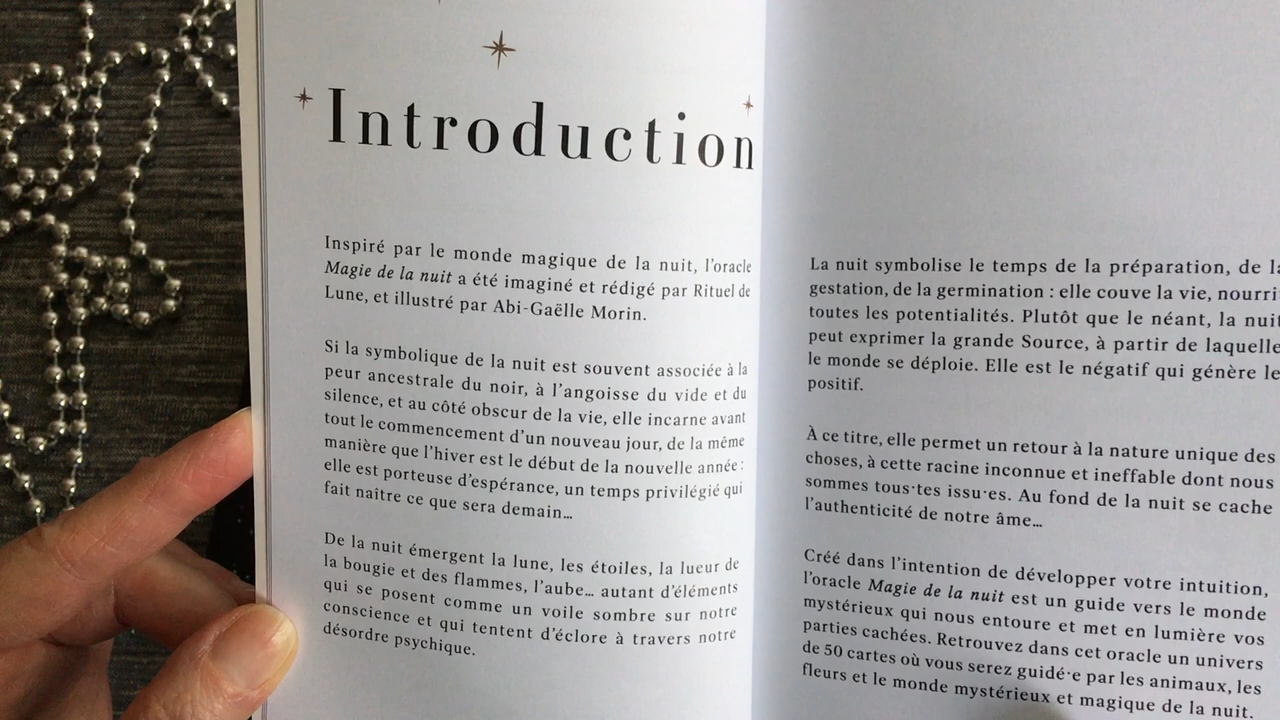 Introduction
Inspiré par le monde magique de la nuit, l'oracle
Magie de la nuit a été imaginé et rédigé par Rituel de
Lune, et illustré par Abi-Gaëlle Morin.
Si la symbolique de la nuit est souvent associée à la
peur ancestrale du noir, à l'angoisse du vide et du
silence, et au côté obscur de la vie, elle incarne avant
tout le commencement d'un nouveau jour, de la même
manière que l'hiver est le début de la nouvelle année :
elle est porteuse d'espérance, un temps privilégié qui
fait naître ce que sera demain…
De la nuit émergent la lune, les étoiles, la lueur de
la bougie et des flammes, l'aube… autant d'éléments
qui se posent comme un voile sombre sur notre
conscience et qui tentent d'éclore à travers notre
désordre psychique.
La nuit symbolise le temps de la préparation, de la
gestation, de la germination : elle couve la vie, nourri
toutes les potentialités. Plutôt que le néant, la nuit
peut exprimer la grande Source, à partir de laquelle
le monde se déploie. Elle est le négatif qui génère le
positif.
À ce titre, elle permet un retour à la nature unique des
choses, à cette racine inconnue et ineffable dont nous
sommes tous·tes issu·es. Au fond de la nuit se cache
l'authenticité de notre âme…
Créé dans l'intention de développer votre intuition,
l'oracle Magie de la nuit est un guide vers le monde
mystérieux qui nous entoure et met en lumière vos
parties cachées. Retrouvez dans cet oracle un univers
de 50 cartes où vous serez guidé·e par les animaux, les
fleurs et le monde mystérieux et magique de la nuit.